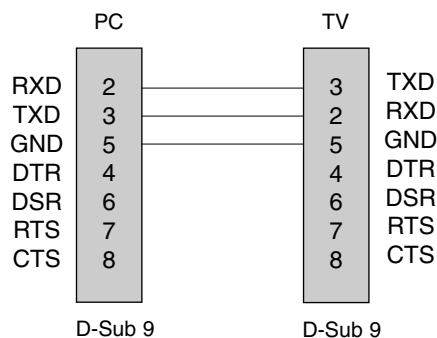 PC TV
RXD 2 3 TXD
TXD 3 2 RXD
GND 5 5 GND
DTR 4 4 DTR
DSR 6 6 DSR
RTS 7 7 RTS
CTS 8 8 CTS
D-Sub 9 D-Sub 9